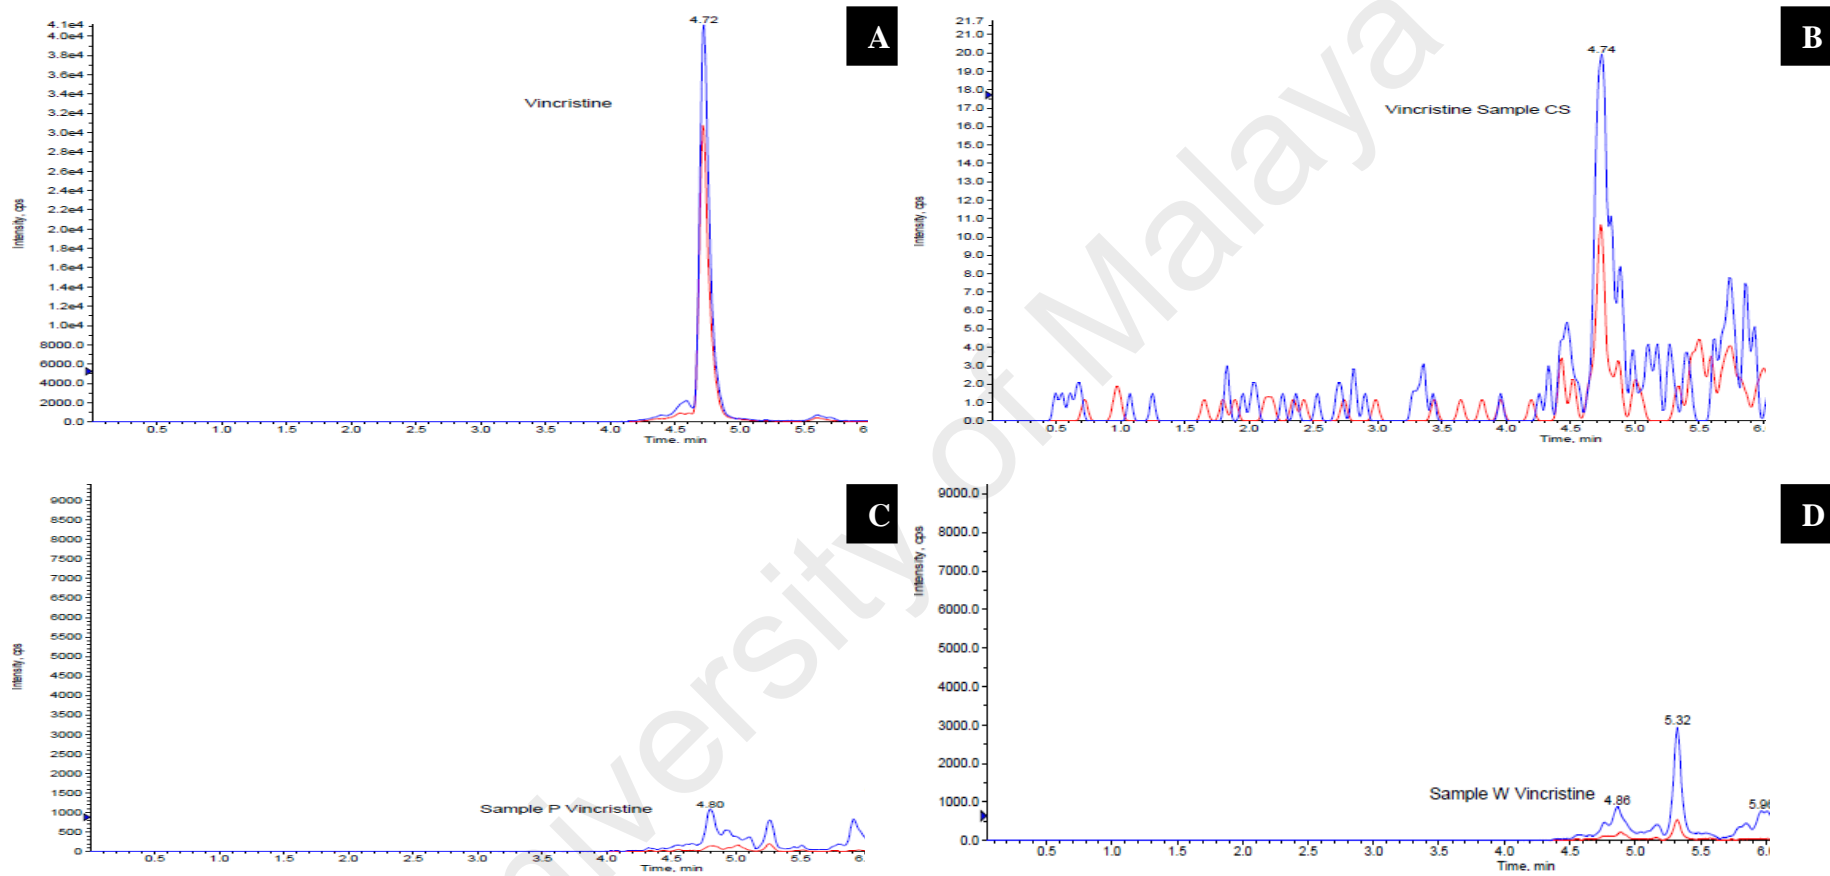 A
4.1e4
4.0e4
3.8e4
3.6e4
3.4e4
3.2e4
3.0e4
2.8e4
2.6e4
2.4e4
2.2e4
2.0e4
1.8e4
1.6e4
1.4e4
1.2e4
1.0e4
8000.0
6000.0
4000.0
2000.0
0.0
Intensity, cps
4.72
Vincristine
0.5 1.0 1.5 2.0 2.5 3.0 3.5 4.0 4.5 5.0 5.5 6.
Time, min
B
21.7
21.0
20.0
19.0
18.0
17.0
16.0
15.0
14.0
13.0
12.0
11.0
10.0
9.0
8.0
7.0
6.0
5.0
4.0
3.0
2.0
1.0
0.0
Intensity, cps
4.74
Vincristine Sample CS
0.5 1.0 1.5 2.0 2.5 3.0 3.5 4.0 4.5 5.0 5.5 6.
Time, min
C
9000
8500
8000
7500
7000
6500
6000
5500
5000
4500
4000
3500
3000
2500
2000
1500
1000
500
0
Intensity, cps
Sample P Vincristine
4.80
0.5 1.0 1.5 2.0 2.5 3.0 3.5 4.0 4.5 5.0 5.5 6.
Time, min
D
9000.0
8000.0
7000.0
6000.0
5000.0
4000.0
3000.0
2000.0
1000.0
0.0
Intensity, cps
5.32
Sample W Vincristine
4.86
0.5 1.0 1.5 2.0 2.5 3.0 3.5 4.0 4.5 5.0 5.5 6.
Time, min
iversity of Malaya